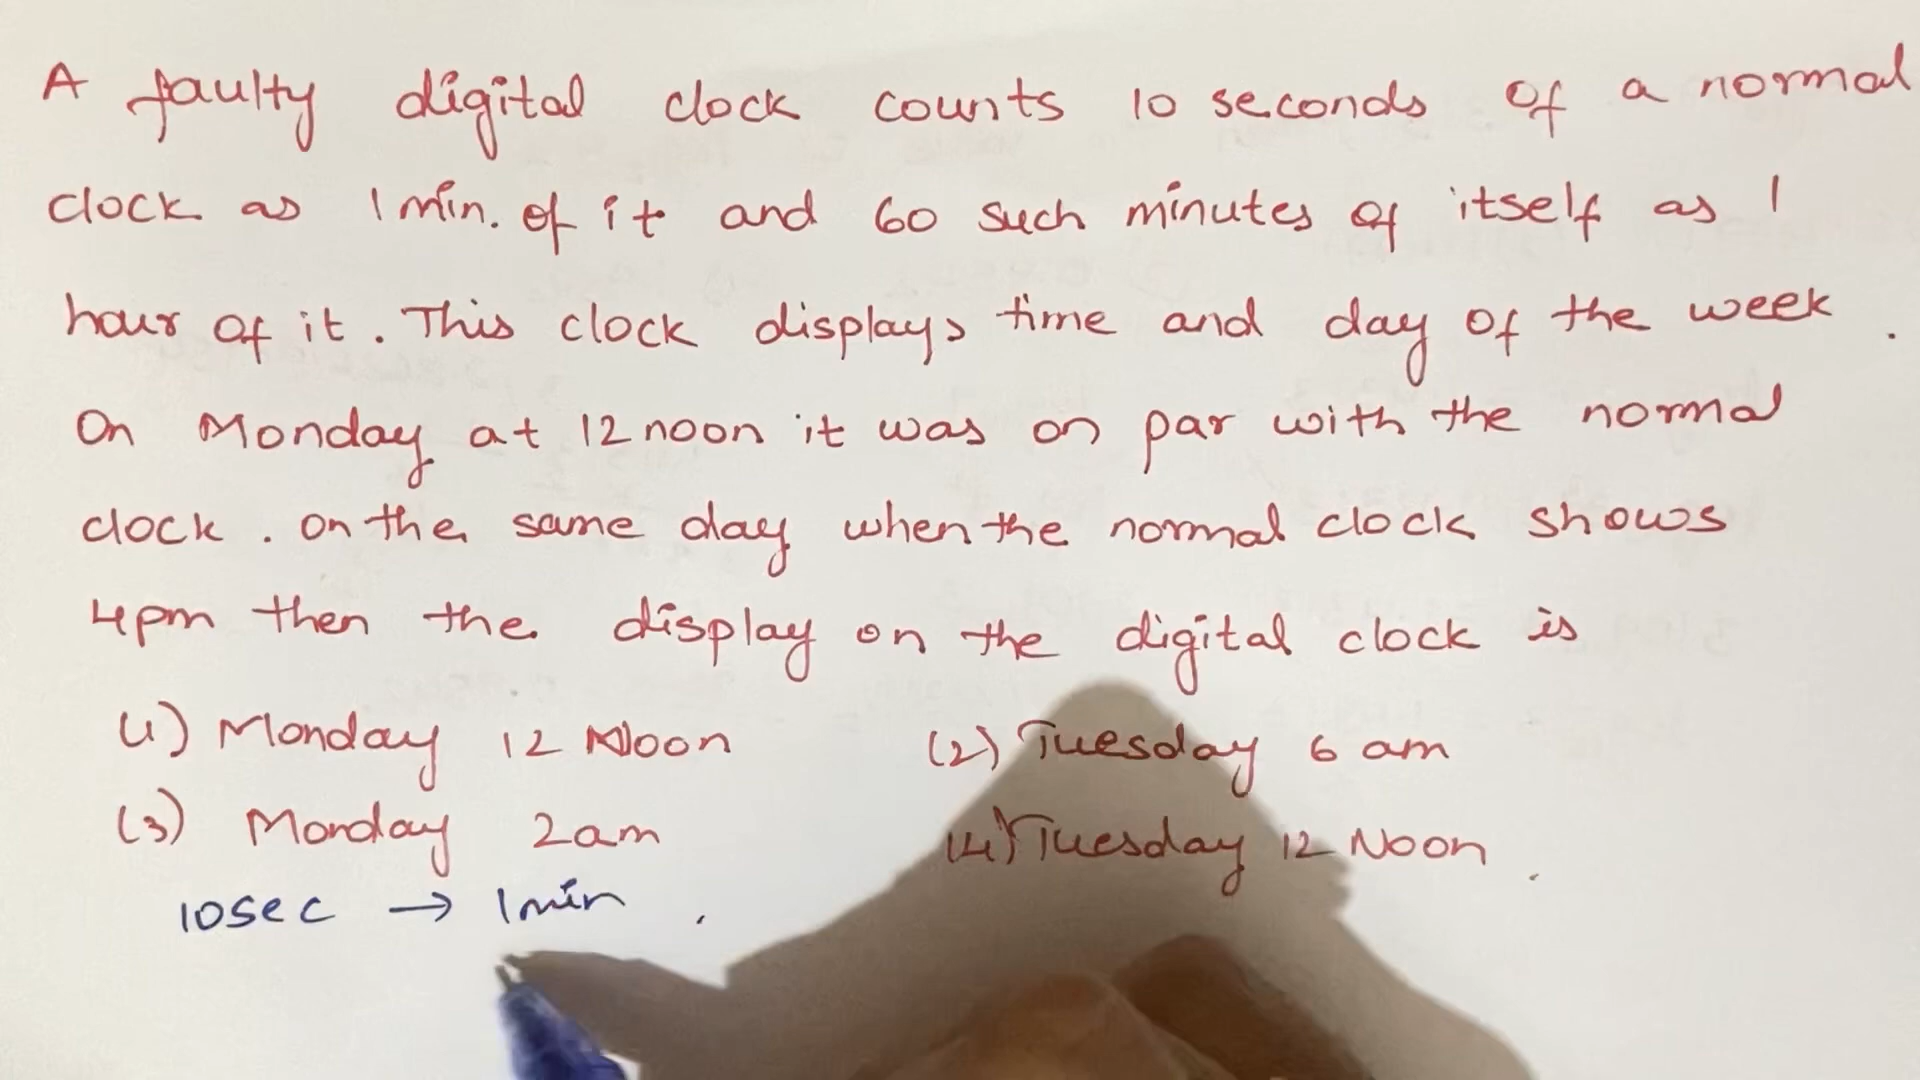 A faulty digital clock counts 10 seconds of a normal
clock as 1 min. of it and 60 such minutes of itself as 1
hour of it. This clock displays time and day of the week.
On Monday at 12 noon it was on par with the normal
clock. On the same day when the normal clock shows
4pm then the display on the digital clock is
(1) Monday 12 Noon (2) Tuesday 6 am
(3) Monday 2am (4) Tuesday 12 Noon.
10sec → 1min.